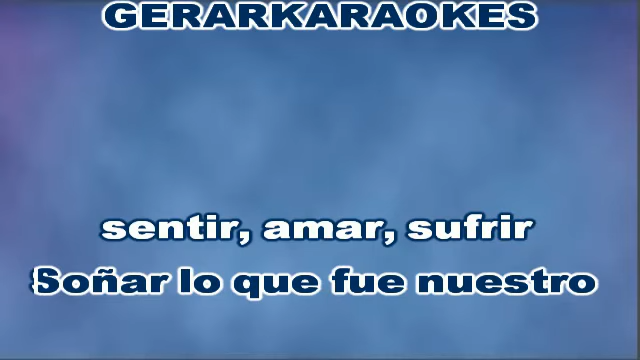 GERARKARAOKES
sentir, amar, sufrir
Soñar lo que fue nuestro